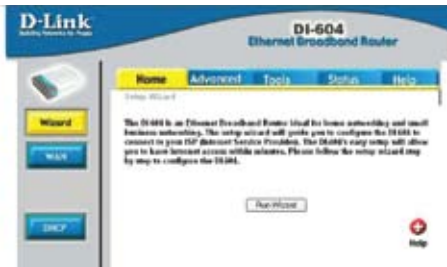 D-Link
Building Networks for People
DI-604
Ethernet Broadband Router
Home Advanced Tools Status Help
Setup Wizard
Wizard
The DI-604 is an Ethernet Broadband Router ideal for home networking and small
business networking. The setup wizard will guide you to configure the DI-604 to
connect to your ISP (Internet Service Provider). The DI-604's easy setup will allow
you to have Internet access within minutes. Please follow the setup wizard step
by step to configure the DI-604.
WAN
Run Wizard
DHCP
Help